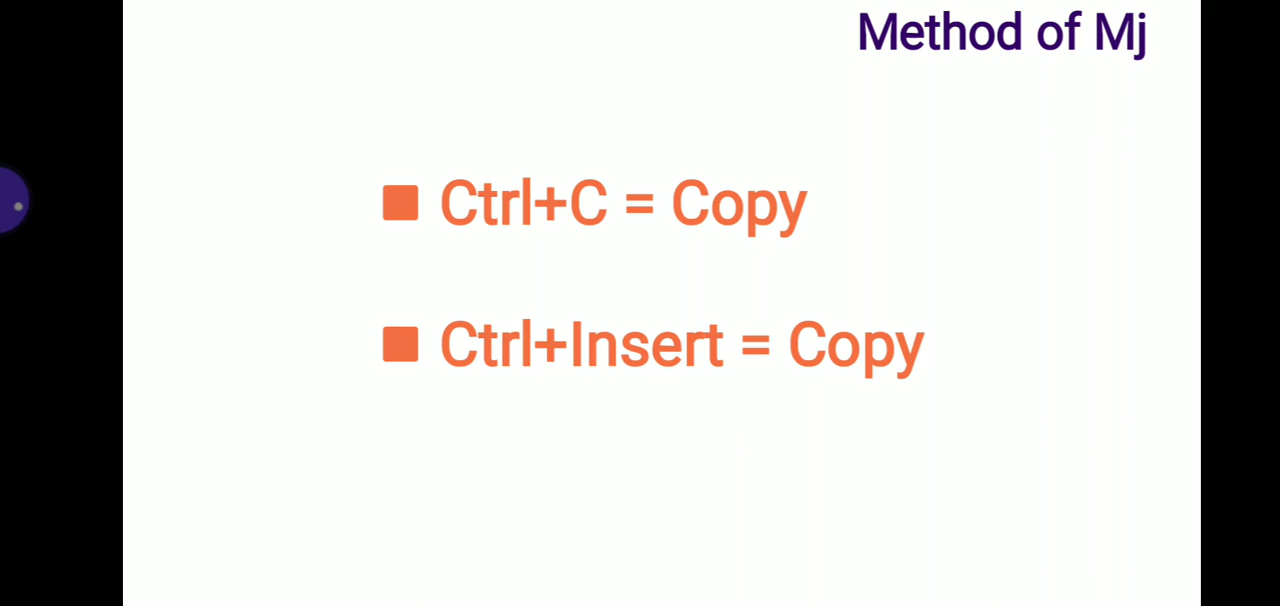 Method of Mj
Ctrl+C = Copy
Ctrl+Insert = Copy